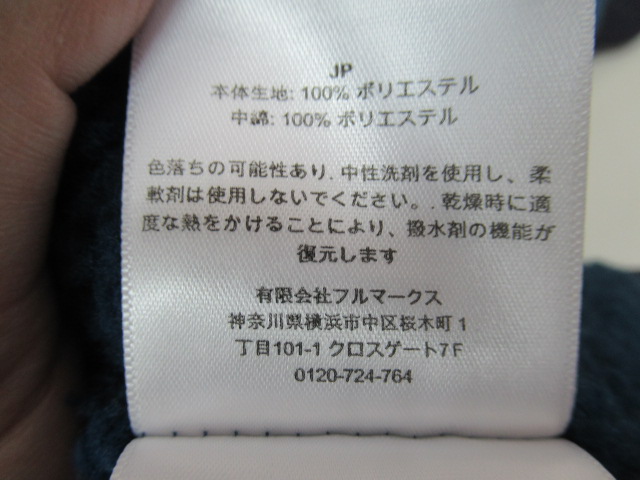 JP
本体生地: 100% ポリエステル
中綿: 100% ポリエステル
色落ちの可能性あり. 中性洗剤を使用し、柔
軟剤は使用しないでください。. 乾燥時に適
度な熱をかけることにより、撥水剤の機能が
復元します
有限会社フルマークス
神奈川県横浜市中区桜木町 1
丁目101-1 クロスゲート7F
0120-724-764